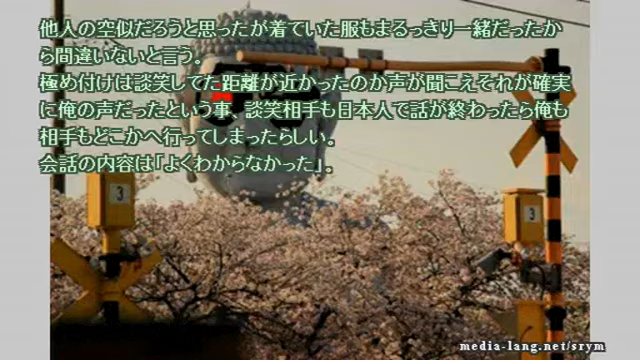 他人の空似だろうと思ったが着ていた服もまるっきり一緒だったか
ら間違いないと言う。
極め付けは談笑してた距離が近かったのか声が聞こえそれが確実
に俺の声だったという事、談笑相手も日本人で話が終わったら俺も
相手もどこかへ行ってしまったらしい。
会話の内容は「よくわからなかった」。
3
3
media-lang.net/srym